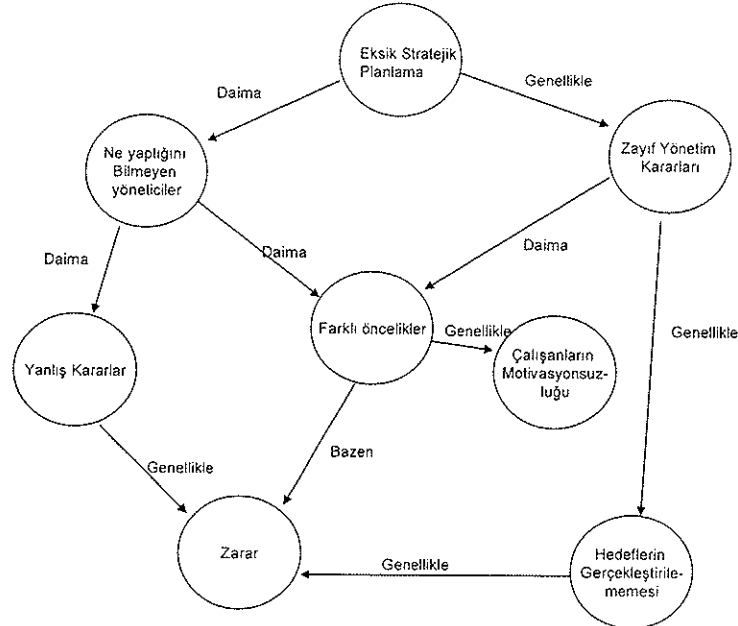 Eksik Stratejik
Planlama
Daima
Genellikle
Ne yaptığını
Bilmeyen
yöneticiler
Zayıf Yönetim
Kararları
Daima
Daima
Daima
Farklı öncelikler
Genellikle
Genellikle
Yanlış Kararlar
Çalışanların
Motivasyonsuz-
luğu
Bazen
Genellikle
Zarar
Genellikle
Hedeflerin
Gerçekleştirile-
memesi